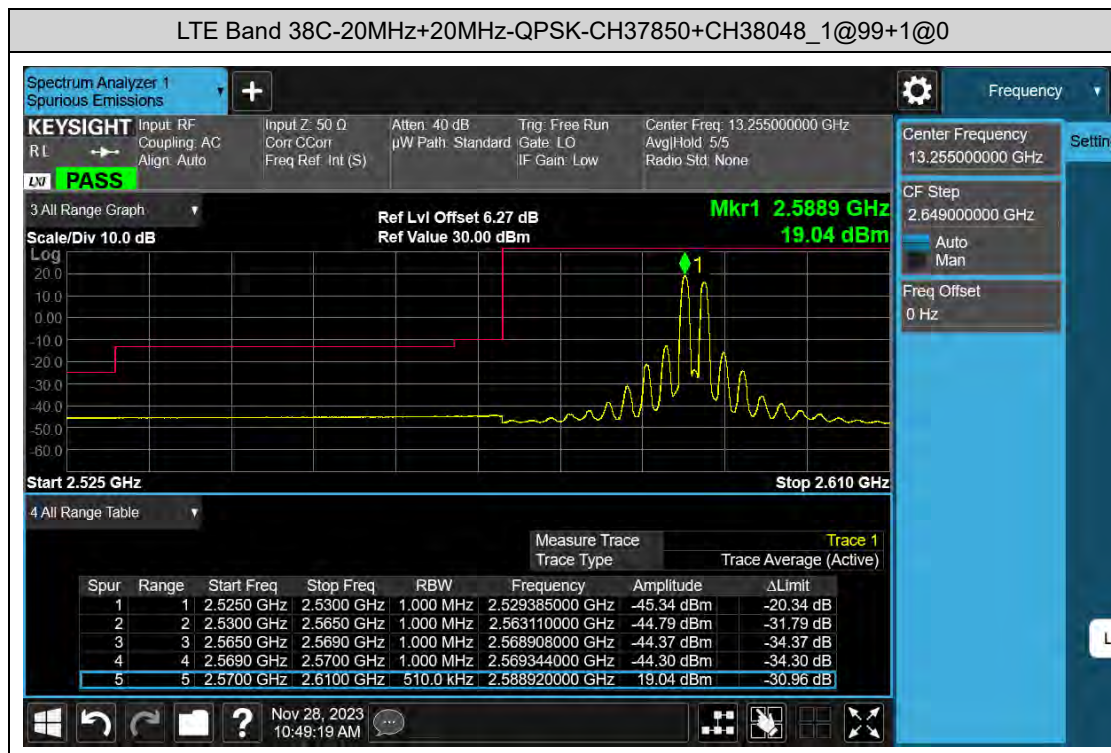 LTE Band 38C-20MHz+20MHz-QPSK-CH37850+CH38048_1@99+1@0
Spectrum Analyzer 1
Spurious Emissions
Frequency
KEYSIGHT Input: RF Input Z: 50 Ω Atten: 40 dB Trig: Free Run Center Freq: 13.255000000 GHz
RL Coupling: AC Corr CCorr µW Path: Standard Gate: LO Avg|Hold: 5/5
Align: Auto Freq Ref: Int (S) IF Gain: Low Radio Std: None
LXI PASS
Center Frequency
13.255000000 GHz
Settin
CF Step
2.649000000 GHz
Auto
Man
Freq Offset
0 Hz
3 All Range Graph
Ref Lvl Offset 6.27 dB
Mkr1 2.5889 GHz
Scale/Div 10.0 dB
Ref Value 30.00 dBm
19.04 dBm
Log
1
20.0
10.0
0.00
-10.0
-20.0
-30.0
-40.0
-50.0
-60.0
Start 2.525 GHz
Stop 2.610 GHz
4 All Range Table
Measure Trace Trace 1
Trace Type Trace Average (Active)
Spur Range Start Freq Stop Freq RBW Frequency Amplitude ΔLimit
1 1 2.5250 GHz 2.5300 GHz 1.000 MHz 2.529385000 GHz -45.34 dBm -20.34 dB
2 2 2.5300 GHz 2.5650 GHz 1.000 MHz 2.563110000 GHz -44.79 dBm -31.79 dB
3 3 2.5650 GHz 2.5690 GHz 1.000 MHz 2.568908000 GHz -44.37 dBm -34.37 dB
4 4 2.5690 GHz 2.5700 GHz 1.000 MHz 2.569344000 GHz -44.30 dBm -34.30 dB
5 5 2.5700 GHz 2.6100 GHz 510.0 kHz 2.588920000 GHz 19.04 dBm -30.96 dB
L
?
Nov 28, 2023
10:49:19 AM